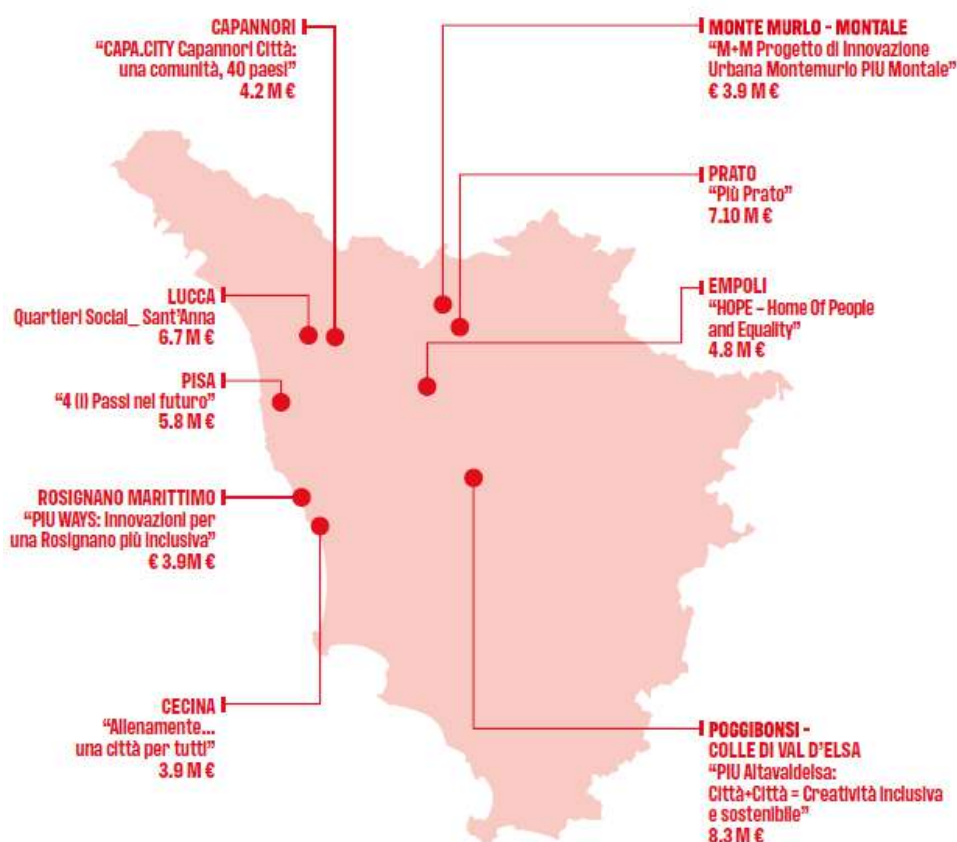 CAPANNORI
“CAPA.CITY Capannori Città:
una comunità, 40 paesi”
4.2 M €
MONTE MURLO - MONTALE
“M+M Progetto di Innovazione
Urbana Montemurlo PIU Montale”
€ 3.9 M €
PRATO
“Più Prato”
7.10 M €
LUCCA
Quartieri Social_ Sant’Anna
6.7 M €
EMPOLI
“HOPE – Home Of People
and Equality”
4.8 M €
PISA
“4 (I) Passi nel futuro”
5.8 M €
ROSIGNANO MARITTIMO
“PIU WAYS: Innovazioni per
una Rosignano più inclusiva”
€ 3.9M €
CECINA
“Allenamente...
una città per tutti”
3.9 M €
POGGIBONSI -
COLLE DI VAL D’ELSA
“PIU Altavaldelsa:
Città+Città = Creatività inclusiva
e sostenibile”
8.3 M €